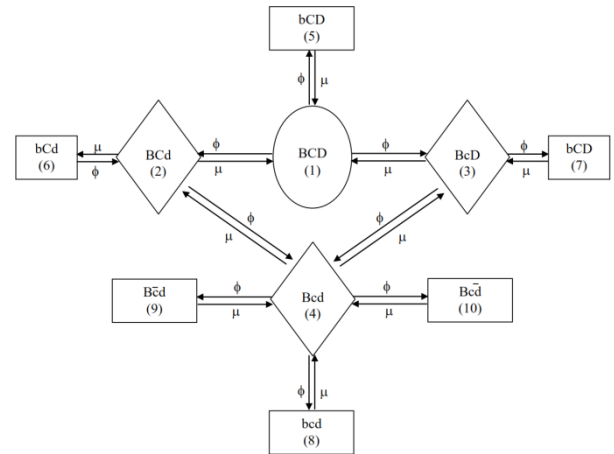 bCD
(5)
ϕ μ
bCd
(6)
μ
ϕ
BCd
(2)
ϕ
μ
BCD
(1)
ϕ
μ
BcD
(3)
ϕ
μ
bCD
(7)
ϕ
μ
ϕ
μ
Bc̄d
(9)
ϕ
μ
Bcd
(4)
ϕ
μ
Bcd̄
(10)
ϕ μ
bcd
(8)